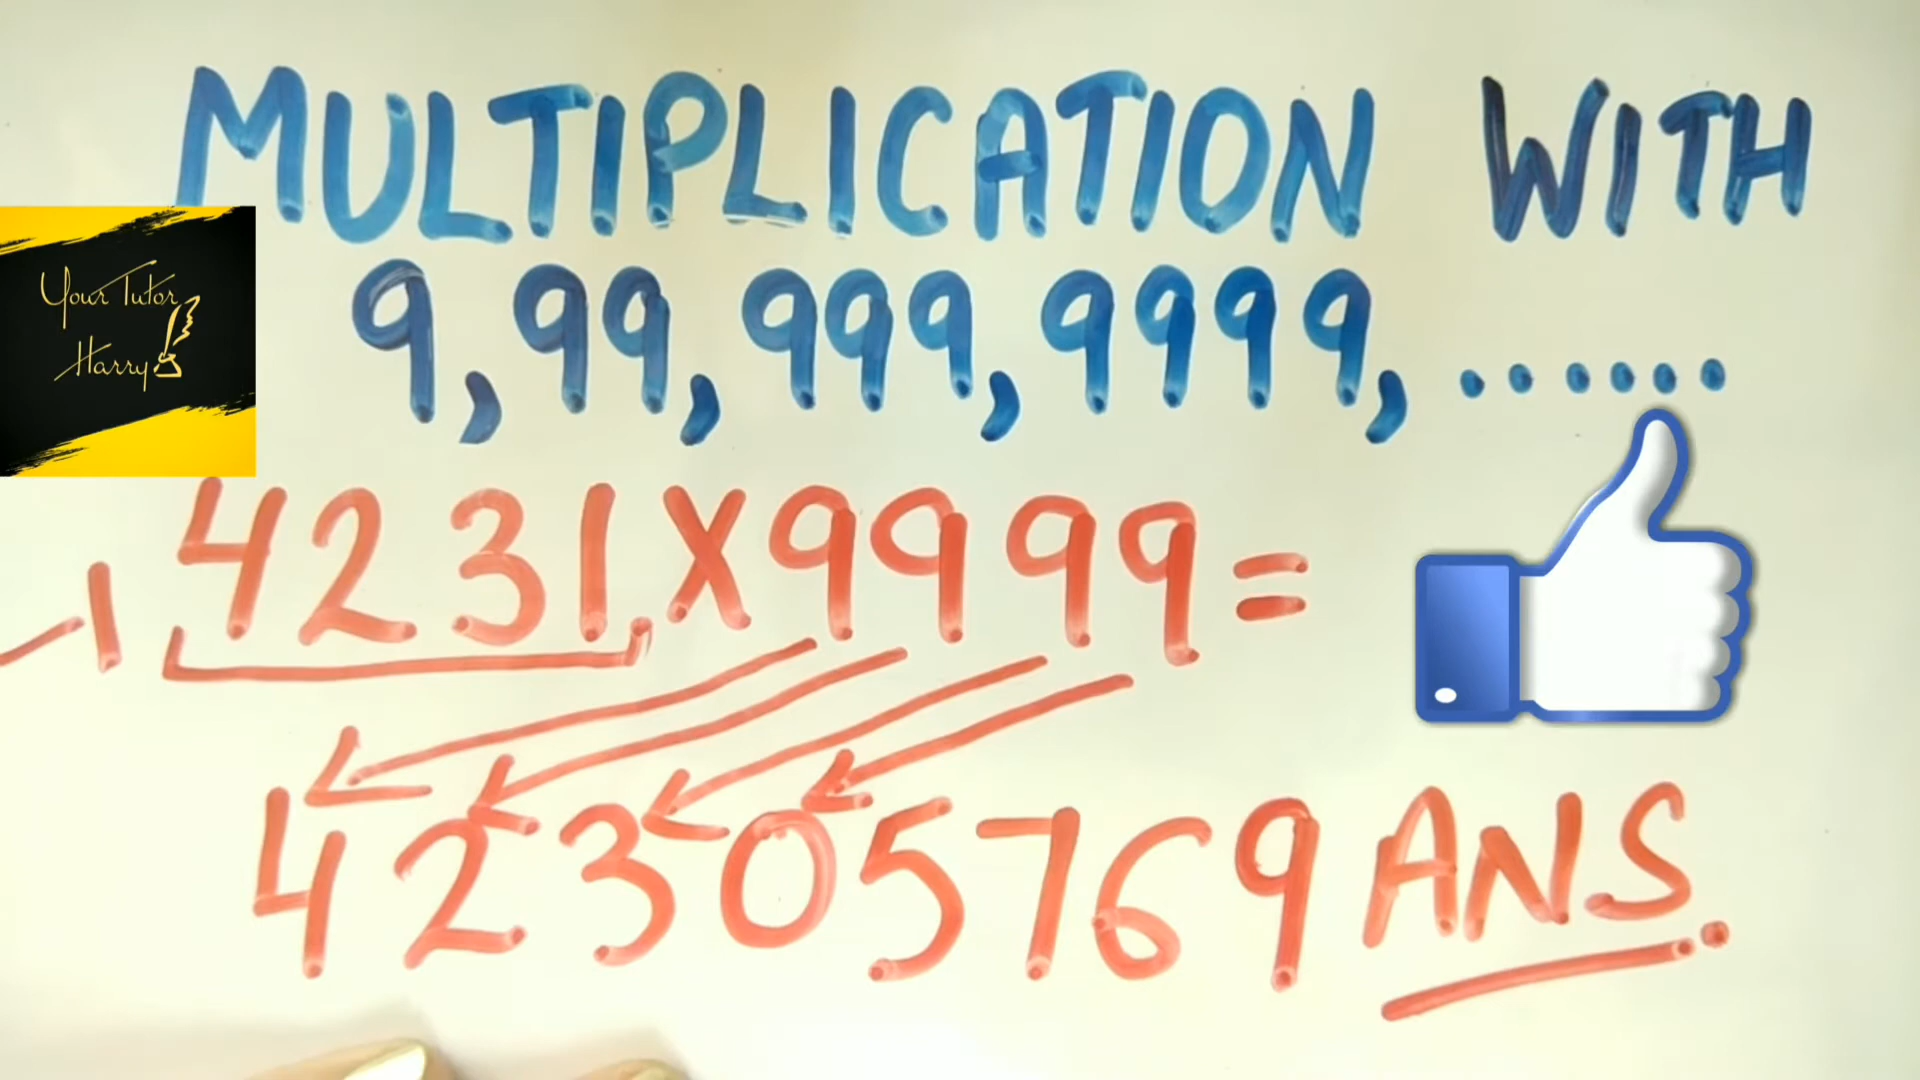 MULTIPLICATION WITH
9, 99, 999, 9999, ......
Your Tutor
Harry
4231 X 9999 =
-1
42305769 ANS.